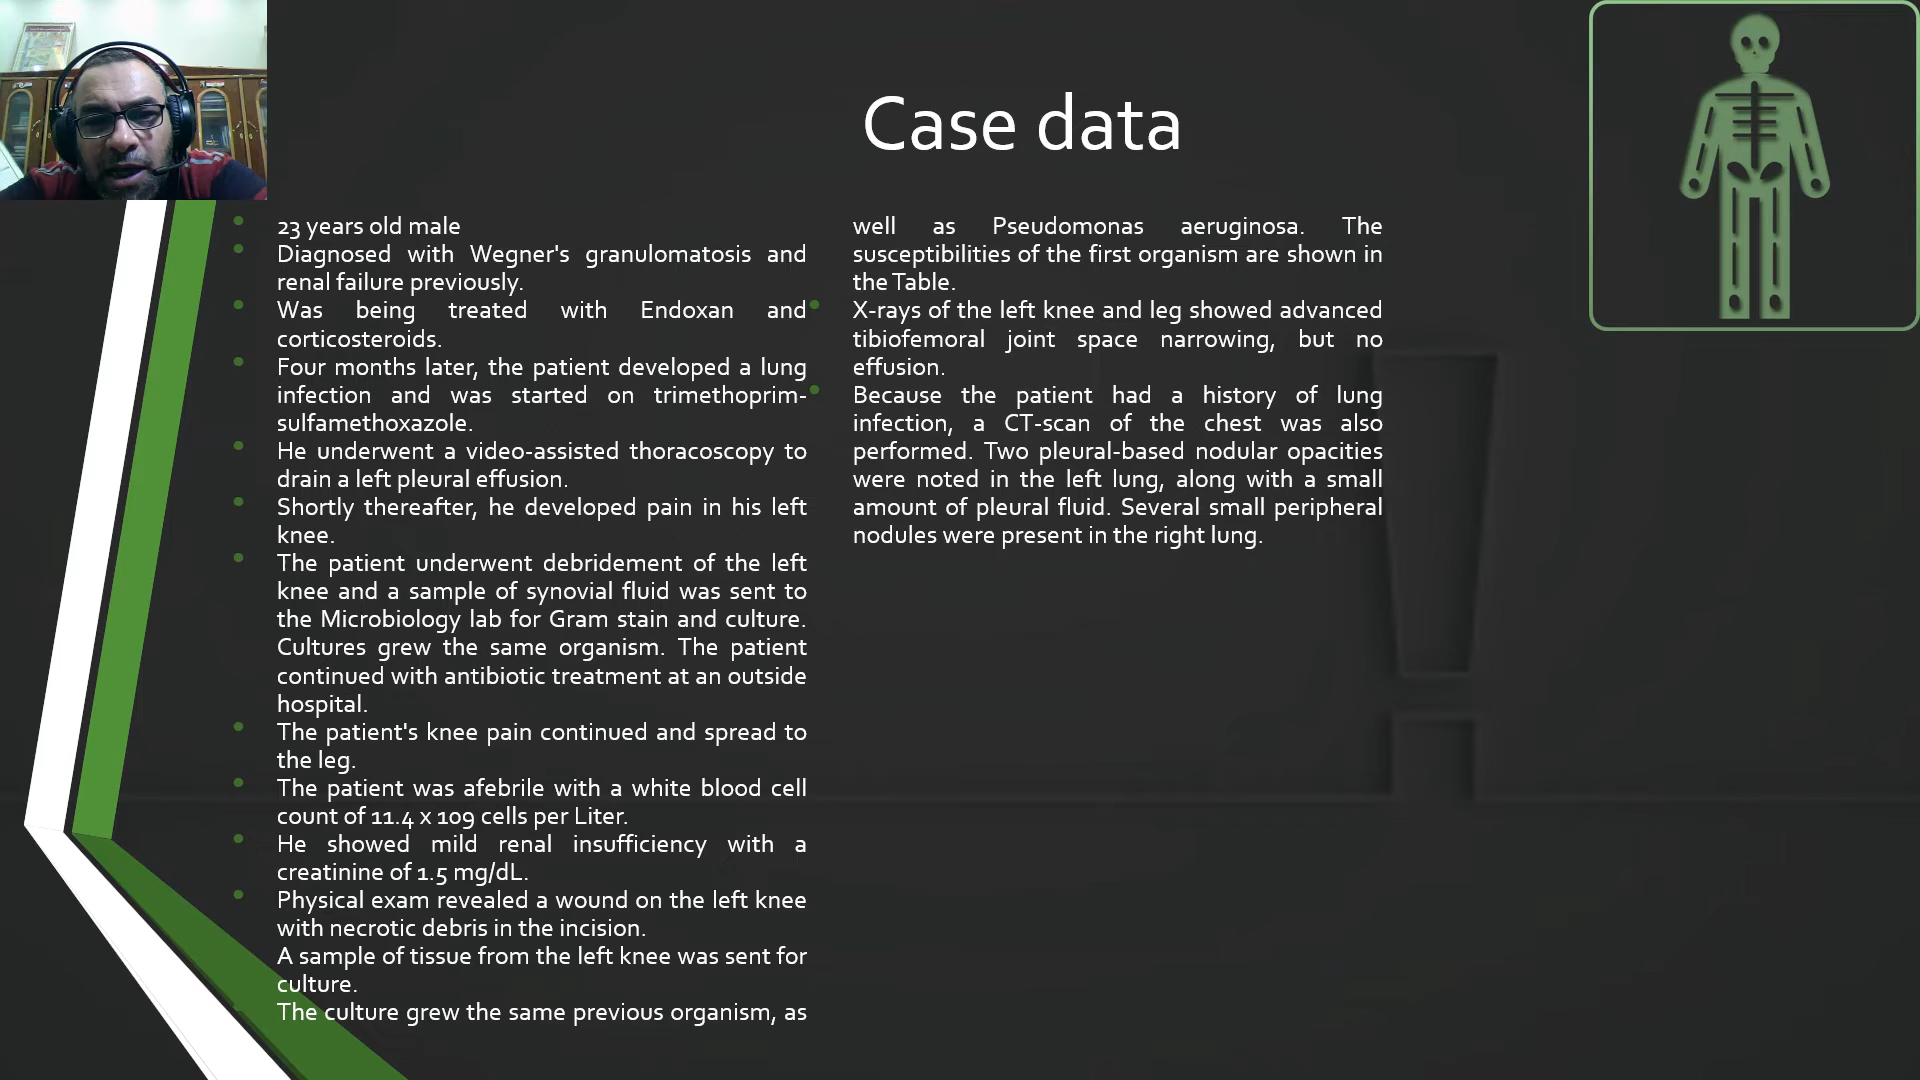 Case data
23 years old male
Diagnosed with Wegner's granulomatosis and
renal failure previously.
Was being treated with Endoxan and
corticosteroids.
Four months later, the patient developed a lung
infection and was started on trimethoprim-
sulfamethoxazole.
He underwent a video-assisted thoracoscopy to
drain a left pleural effusion.
Shortly thereafter, he developed pain in his left
knee.
The patient underwent debridement of the left
knee and a sample of synovial fluid was sent to
the Microbiology lab for Gram stain and culture.
Cultures grew the same organism. The patient
continued with antibiotic treatment at an outside
hospital.
The patient's knee pain continued and spread to
the leg.
The patient was afebrile with a white blood cell
count of 11.4 x 109 cells per Liter.
He showed mild renal insufficiency with a
creatinine of 1.5 mg/dL.
Physical exam revealed a wound on the left knee
with necrotic debris in the incision.
A sample of tissue from the left knee was sent for
culture.
The culture grew the same previous organism, as
well as Pseudomonas aeruginosa. The
susceptibilities of the first organism are shown in
the Table.
X-rays of the left knee and leg showed advanced
tibiofemoral joint space narrowing, but no
effusion.
Because the patient had a history of lung
infection, a CT-scan of the chest was also
performed. Two pleural-based nodular opacities
were noted in the left lung, along with a small
amount of pleural fluid. Several small peripheral
nodules were present in the right lung.